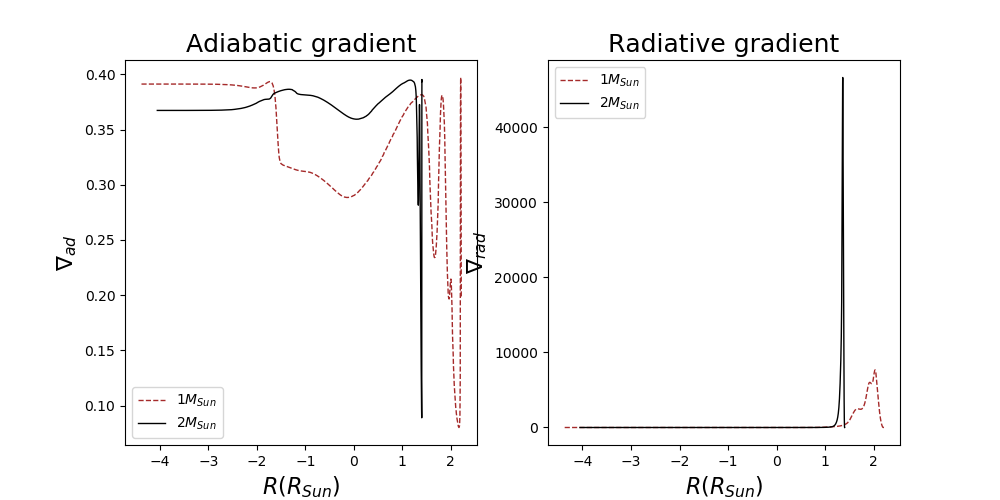 Adiabatic gradient
∇ad
0.40
0.35
0.30
0.25
0.20
0.15
0.10
1MSun
2MSun
−4 −3 −2 −1 0 1 2
R(RSun)
Radiative gradient
∇rad
40000
30000
20000
10000
0
1MSun
2MSun
−4 −3 −2 −1 0 1 2
R(RSun)